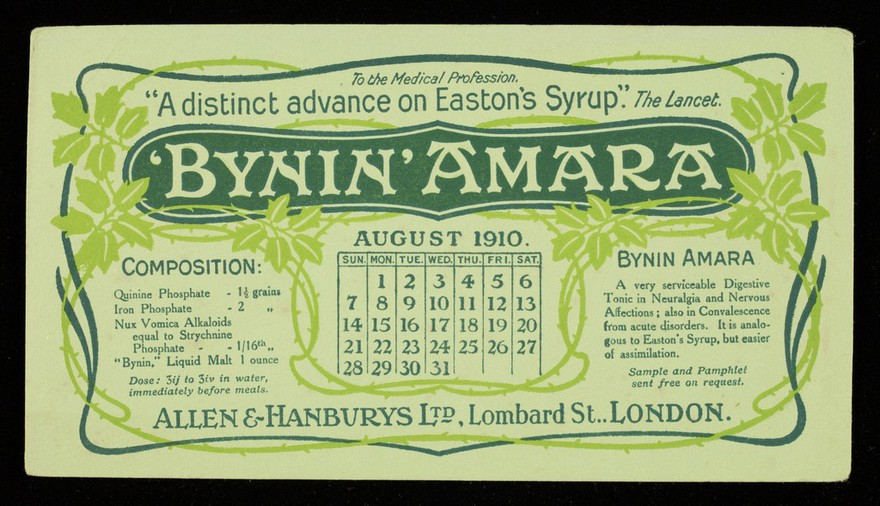 To the Medical Profession.
"A distinct advance on Easton's Syrup". The Lancet.
'BYNIN' AMARA
COMPOSITION:
Quinine Phosphate - 1½ grains
Iron Phosphate - 2 „
Nux Vomica Alkaloids
equal to Strychnine
Phosphate - - 1/16th „
"Bynin," Liquid Malt 1 ounce
Dose: ʒij to ʒiv in water,
immediately before meals.
AUGUST 1910.
SUN. MON. TUE. WED. THU. FRI. SAT.
1 2 3 4 5 6
7 8 9 10 11 12 13
14 15 16 17 18 19 20
21 22 23 24 25 26 27
28 29 30 31
BYNIN AMARA
A very serviceable Digestive
Tonic in Neuralgia and Nervous
Affections; also in Convalescence
from acute disorders. It is analo-
gous to Easton's Syrup, but easier
of assimilation.
Sample and Pamphlet
sent free on request.
ALLEN & HANBURYS LTD, Lombard St.. LONDON.